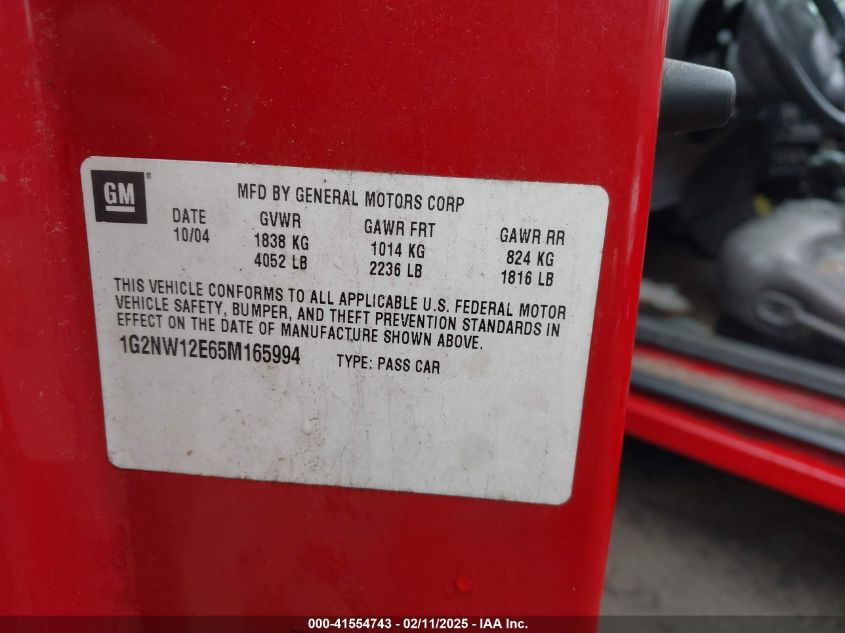 GM ®
MFD BY GENERAL MOTORS CORP
DATE GVWR GAWR FRT GAWR RR
10/04 1838 KG 1014 KG 824 KG
4052 LB 2236 LB 1816 LB
THIS VEHICLE CONFORMS TO ALL APPLICABLE U.S. FEDERAL MOTOR
VEHICLE SAFETY, BUMPER, AND THEFT PREVENTION STANDARDS IN
EFFECT ON THE DATE OF MANUFACTURE SHOWN ABOVE.
1G2NW12E65M165994 TYPE: PASS CAR
000-41554743 - 02/11/2025 - IAA Inc.